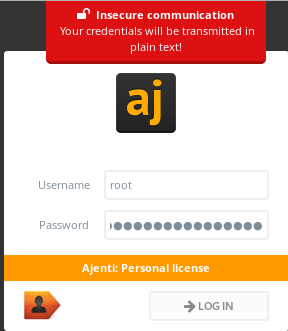 Insecure communication
Your credentials will be transmitted in
plain text!
aj
Username
root
Password
Ajenti: Personal license
LOG IN